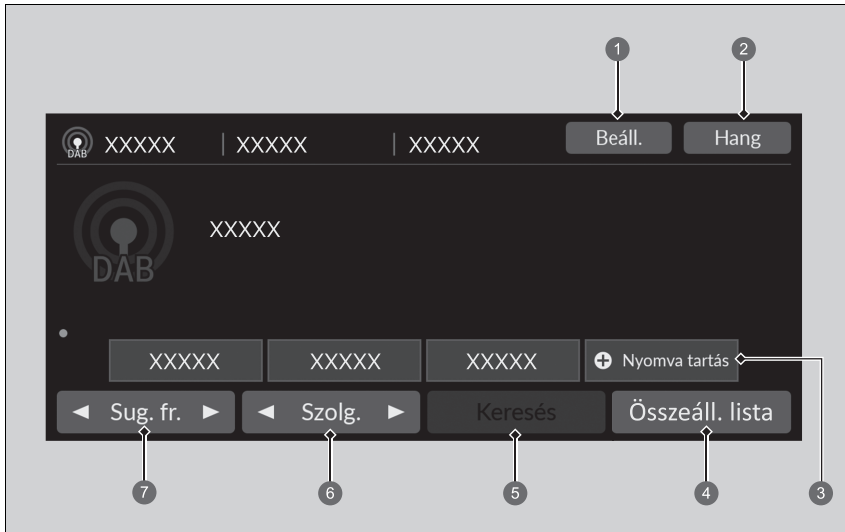 1 2
DAB XXXXX | XXXXX | XXXXX Beáll. Hang
DAB XXXXX
XXXXX XXXXX XXXXX + Nyomva tartás 3
◀ Sug. fr. ▶ ◀ Szolg. ▶ Keresés Összeáll. lista
7 6 5 4